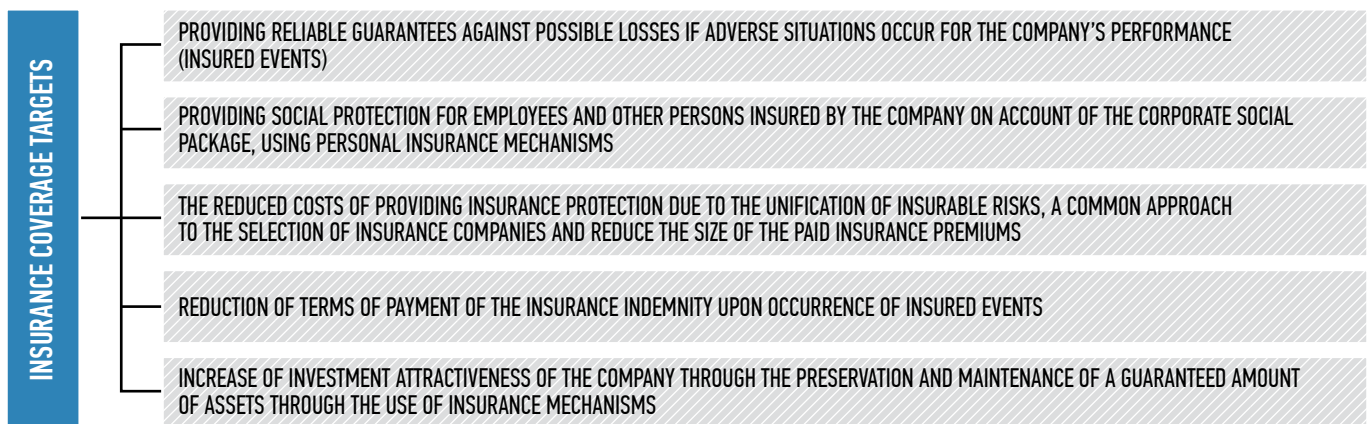 INSURANCE COVERAGE TARGETS
PROVIDING RELIABLE GUARANTEES AGAINST POSSIBLE LOSSES IF ADVERSE SITUATIONS OCCUR FOR THE COMPANY'S PERFORMANCE
(INSURED EVENTS)
PROVIDING SOCIAL PROTECTION FOR EMPLOYEES AND OTHER PERSONS INSURED BY THE COMPANY ON ACCOUNT OF THE CORPORATE SOCIAL
PACKAGE, USING PERSONAL INSURANCE MECHANISMS
THE REDUCED COSTS OF PROVIDING INSURANCE PROTECTION DUE TO THE UNIFICATION OF INSURABLE RISKS, A COMMON APPROACH
TO THE SELECTION OF INSURANCE COMPANIES AND REDUCE THE SIZE OF THE PAID INSURANCE PREMIUMS
REDUCTION OF TERMS OF PAYMENT OF THE INSURANCE INDEMNITY UPON OCCURRENCE OF INSURED EVENTS
INCREASE OF INVESTMENT ATTRACTIVENESS OF THE COMPANY THROUGH THE PRESERVATION AND MAINTENANCE OF A GUARANTEED AMOUNT
OF ASSETS THROUGH THE USE OF INSURANCE MECHANISMS